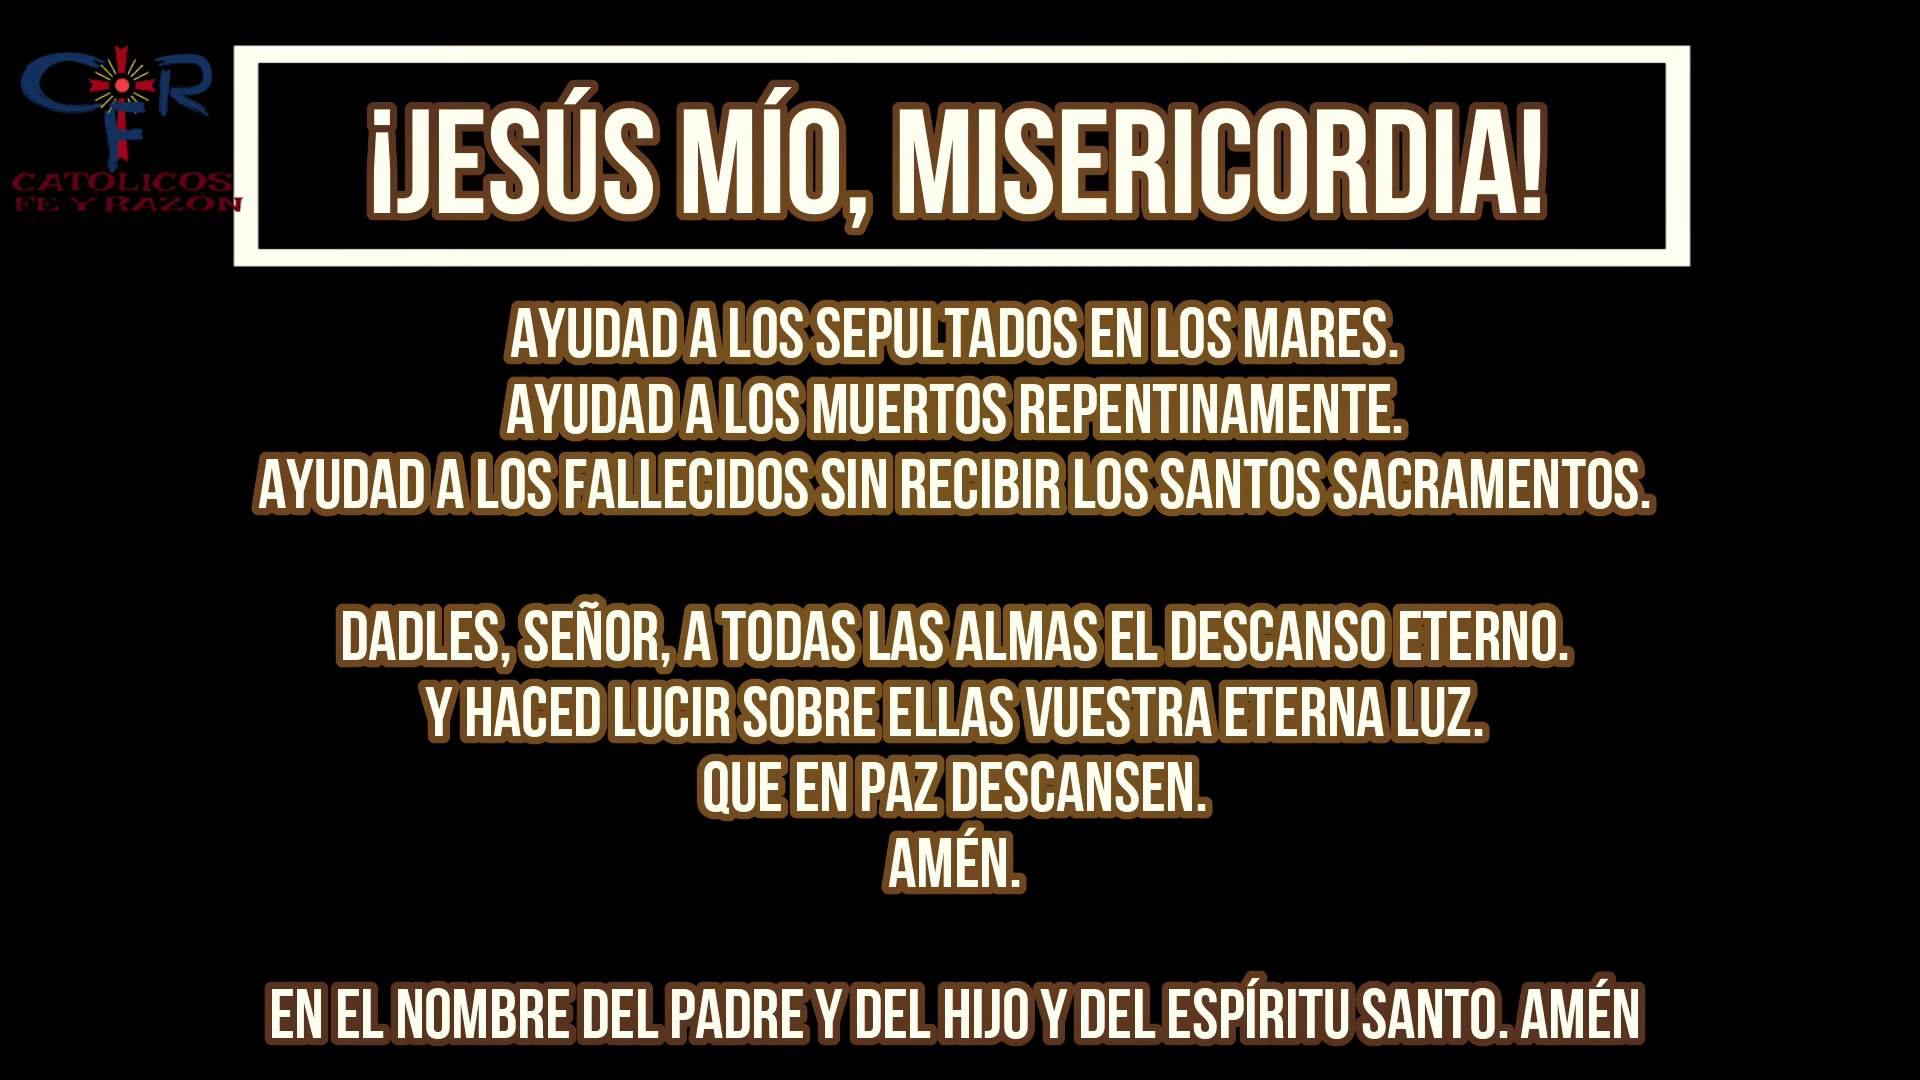 CFR
CATOLICOS
FE Y RAZÓN
¡JESÚS MÍO, MISERICORDIA!
AYUDAD A LOS SEPULTADOS EN LOS MARES.
AYUDAD A LOS MUERTOS REPENTINAMENTE.
AYUDAD A LOS FALLECIDOS SIN RECIBIR LOS SANTOS SACRAMENTOS.
DADLES, SEÑOR, A TODAS LAS ALMAS EL DESCANSO ETERNO.
Y HACED LUCIR SOBRE ELLAS VUESTRA ETERNA LUZ.
QUE EN PAZ DESCANSEN.
AMÉN.
EN EL NOMBRE DEL PADRE Y DEL HIJO Y DEL ESPÍRITU SANTO. AMÉN